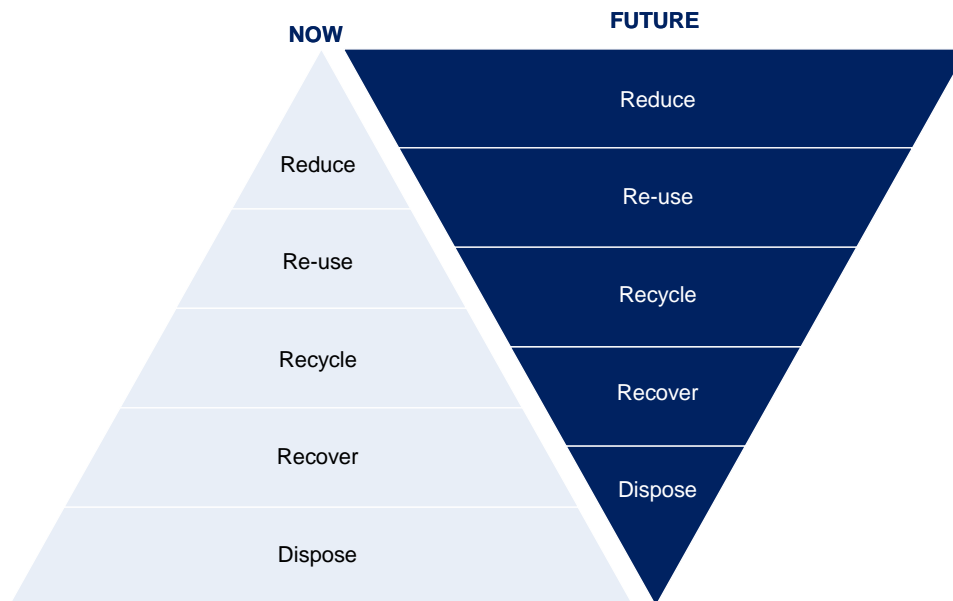 NOW
Reduce
Re-use
Recycle
Recover
Dispose
FUTURE
Reduce
Re-use
Recycle
Recover
Dispose